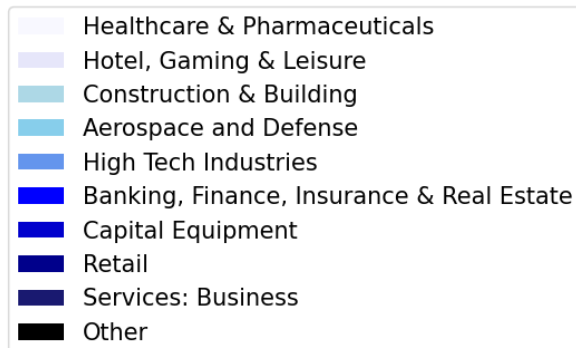 Healthcare & Pharmaceuticals
Hotel, Gaming & Leisure
Construction & Building
Aerospace and Defense
High Tech Industries
Banking, Finance, Insurance & Real Estate
Capital Equipment
Retail
Services: Business
Other